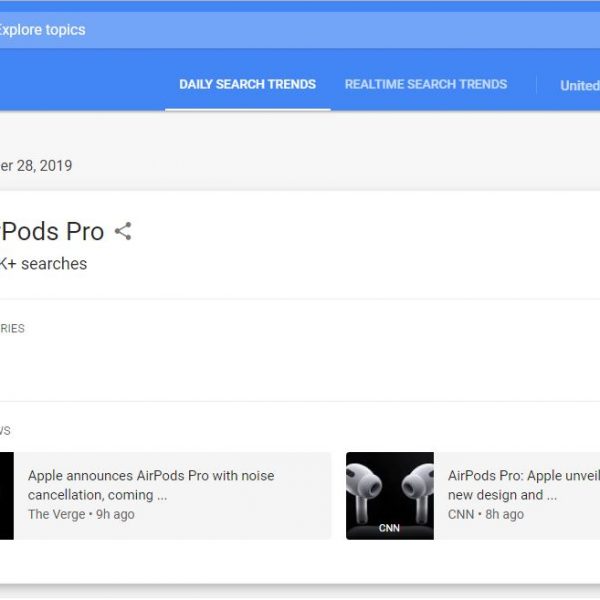 Explore topics
DAILY SEARCH TRENDS REALTIME SEARCH TRENDS United
er 28, 2019
rPods Pro
K+ searches
RIES
WS
Apple announces AirPods Pro with noise
cancellation, coming ...
The Verge • 9h ago
CNN
AirPods Pro: Apple unveil
new design and ...
CNN • 8h ago